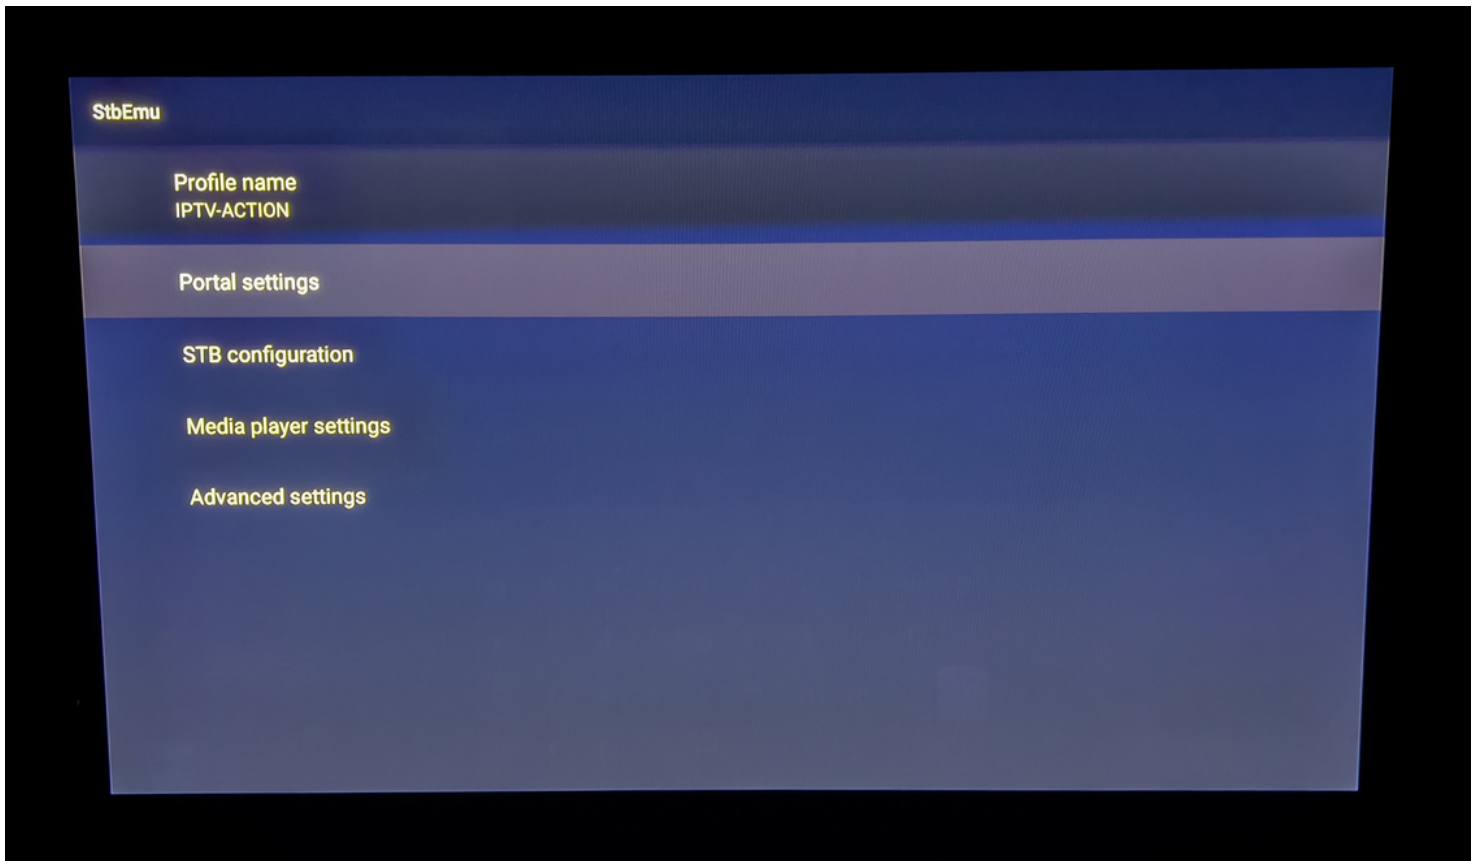 StbEmu
Profile name
IPTV-ACTION
Portal settings
STB configuration
Media player settings
Advanced settings